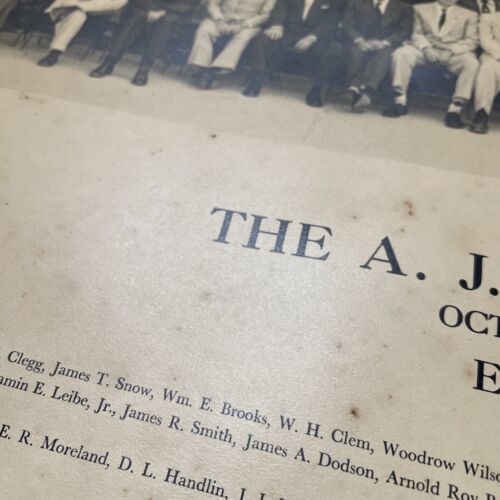 THE A. J.
OCT
E
Clegg, James T. Snow, Wm. E. Brooks, W. H. Clem, Woodrow Wils
amin E. Leibe, Jr., James R. Smith, James A. Dodson, Arnold Roy
E. R. Moreland, D. L. Handlin, J. J.